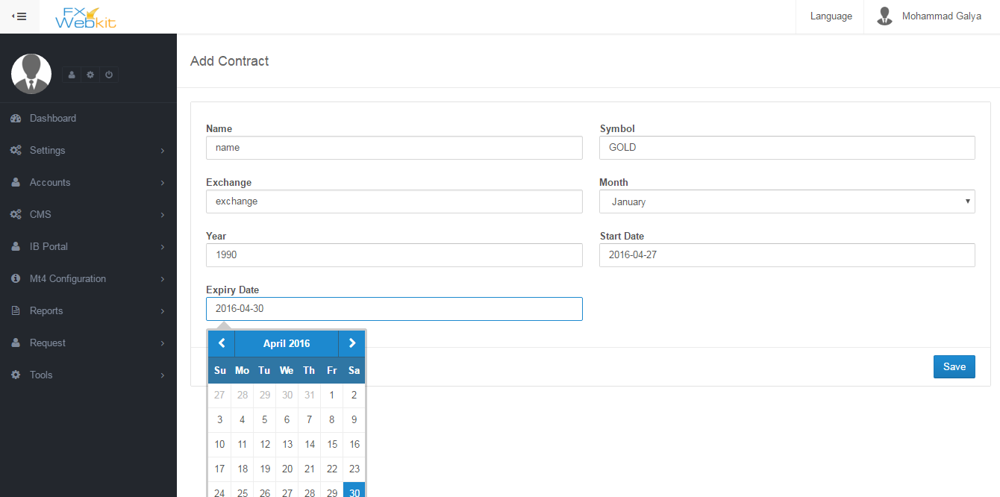 FX
Webkit
Language
Mohammad Galya
Dashboard
Settings
Accounts
CMS
IB Portal
Mt4 Configuration
Reports
Request
Tools
Add Contract
Name
name
Symbol
GOLD
Exchange
exchange
Month
January
Year
1990
Start Date
2016-04-27
Expiry Date
2016-04-30
April 2016
Su Mo Tu We Th Fr Sa
27 28 29 30 31 1 2
3 4 5 6 7 8 9
10 11 12 13 14 15 16
17 18 19 20 21 22 23
24 25 26 27 28 29 30
Save